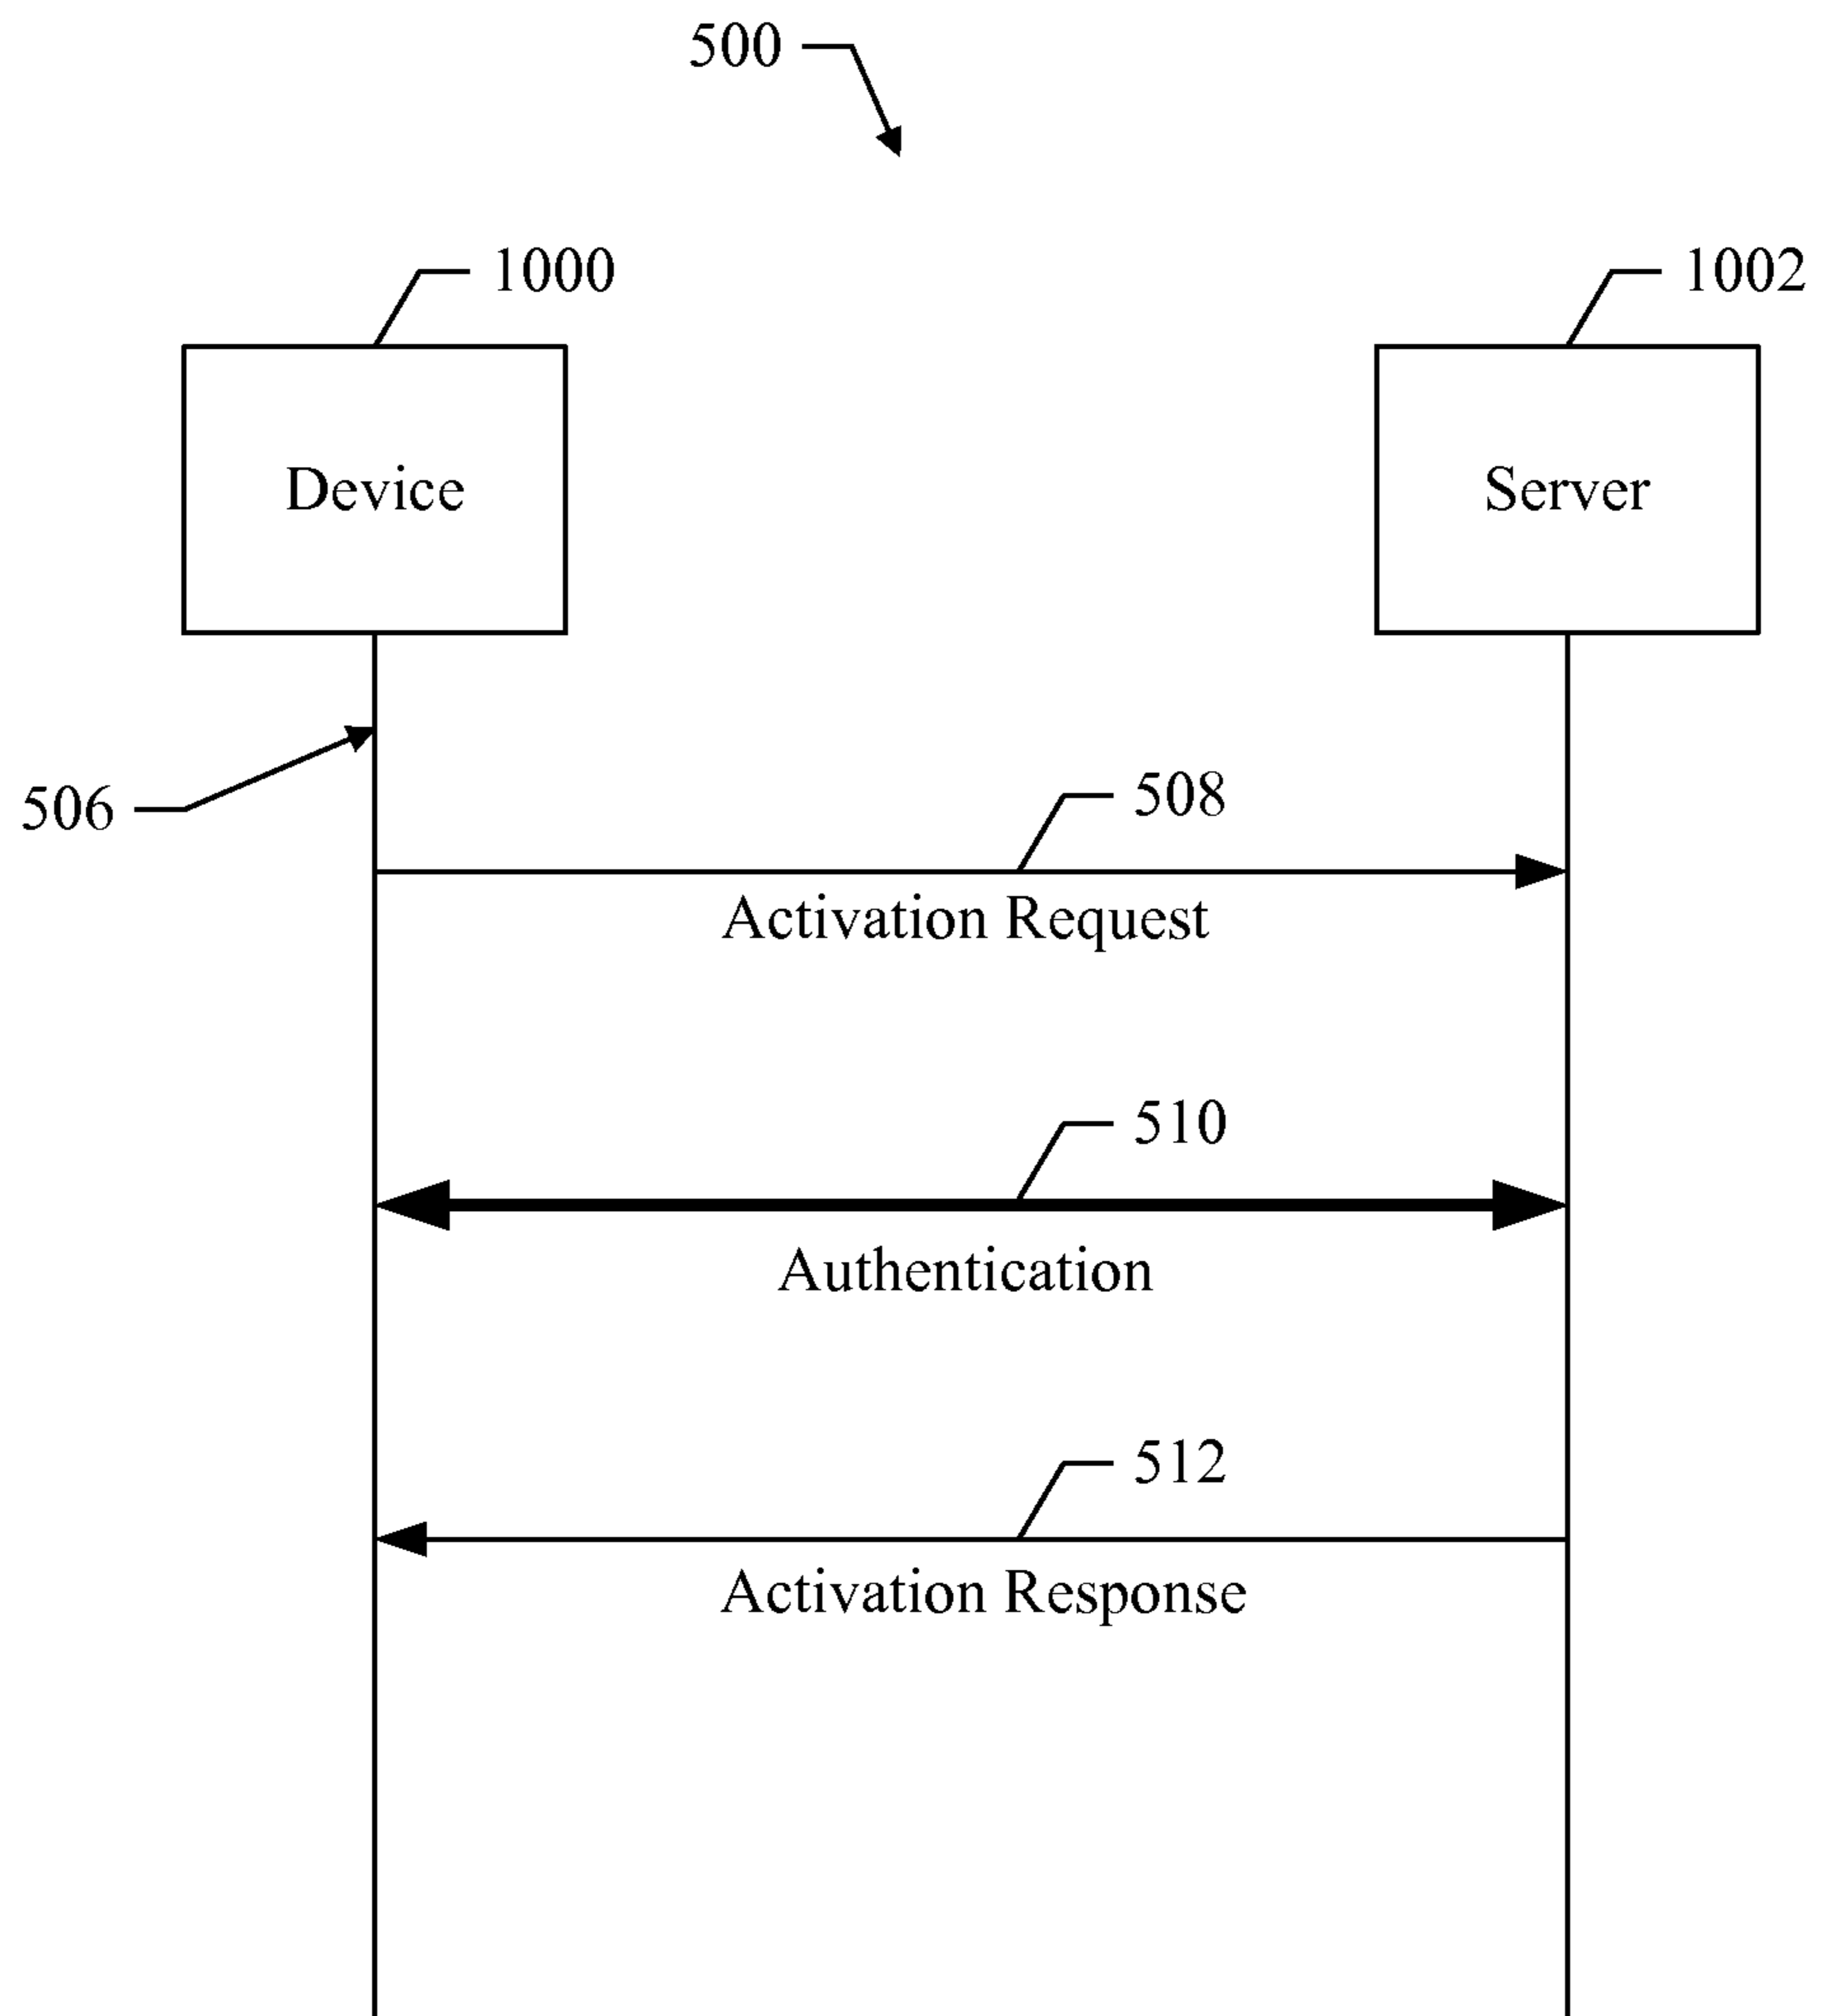 500
1000
1002
Device
Server
506
508
Activation Request
510
Authentication
512
Activation Response